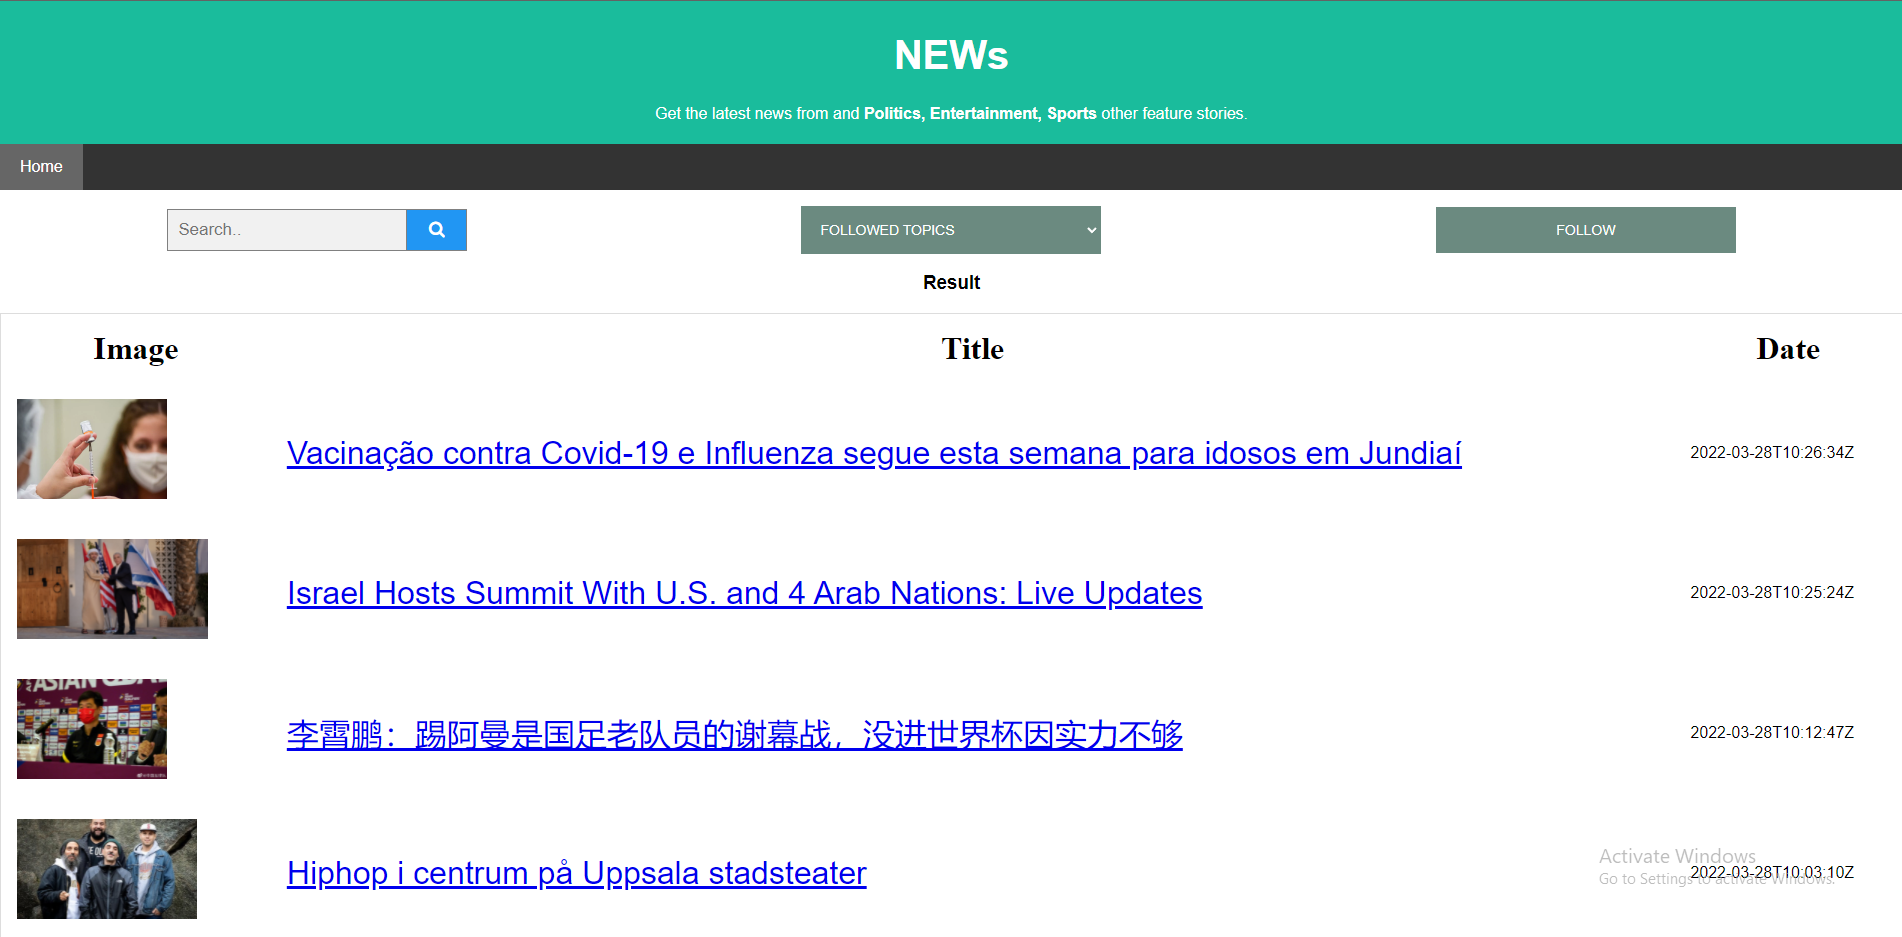 NEWs
Get the latest news from and Politics, Entertainment, Sports other feature stories.
Home
Search..
FOLLOWED TOPICS
FOLLOW
Result
Image Title Date
Vacinação contra Covid-19 e Influenza segue esta semana para idosos em Jundiaí
2022-03-28T10:26:34Z
Israel Hosts Summit With U.S. and 4 Arab Nations: Live Updates
2022-03-28T10:25:24Z
ASIAN
李霄鹏：踢阿曼是国足老队员的谢幕战，没进世界杯因实力不够
2022-03-28T10:12:47Z
Hiphop i centrum på Uppsala stadsteater
2022-03-28T10:03:10Z
Activate Windows
Go to Settings to activate Windows.